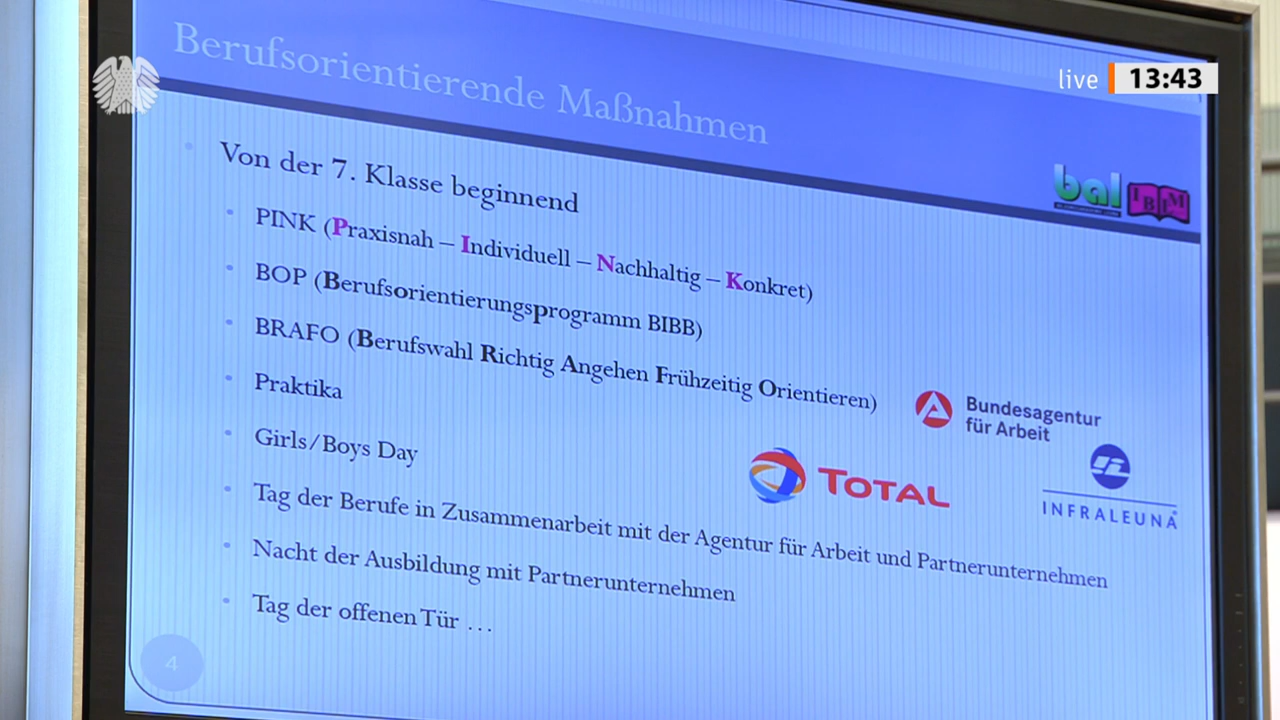 Berufsorientierende Maßnahmen
live 13:43
Von der 7. Klasse beginnend
bal
IBLM
PINK (Praxisnah – Individuell – Nachhaltig – Konkret)
BOP (Berufsorientierungsprogramm BIBB)
BRAFO (Berufswahl Richtig Angehen Frühzeitig Orientieren)
Praktika
Bundesagentur
für Arbeit
Girls/Boys Day
TOTAL
INFRALEUNA
Tag der Berufe in Zusammenarbeit mit der Agentur für Arbeit und Partnerunternehmen
Nacht der Ausbildung mit Partnerunternehmen
Tag der offenen Tür ...
4